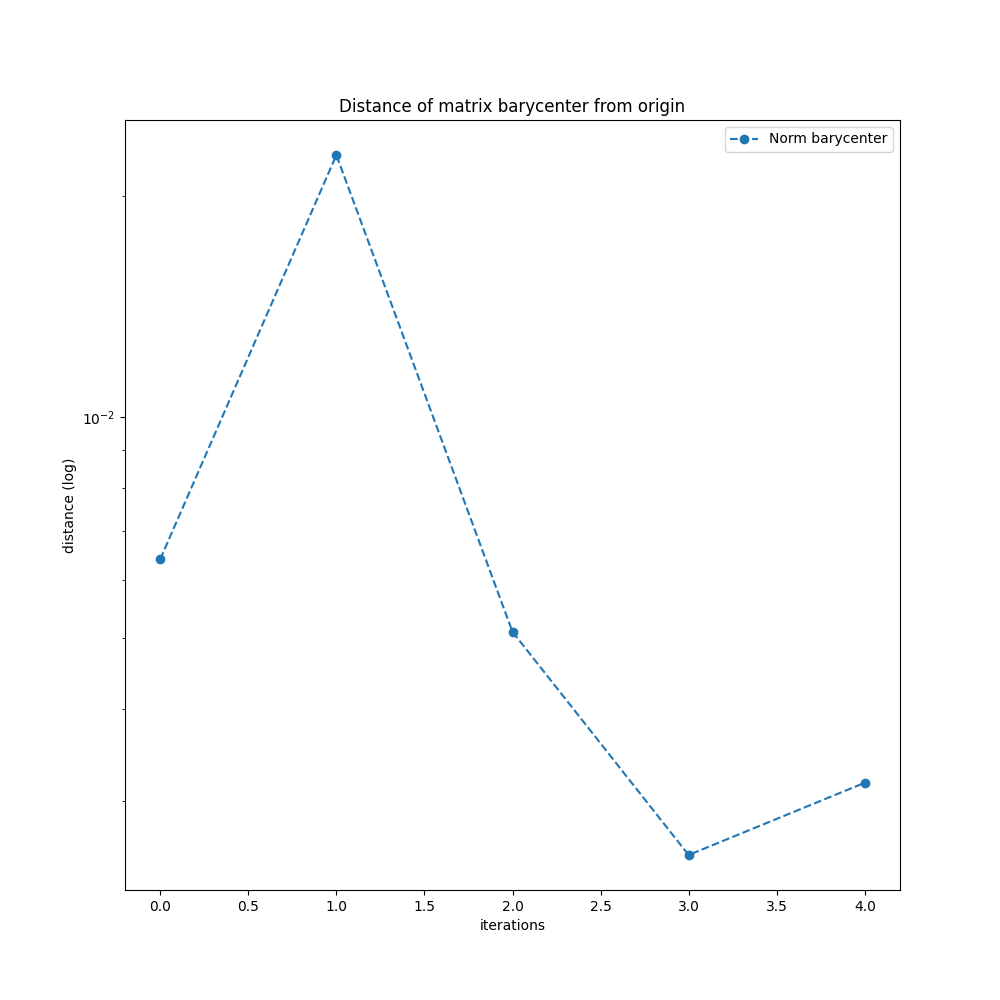 Distance of matrix barycenter from origin
Norm barycenter
10⁻²
distance (log)
0.0 0.5 1.0 1.5 2.0 2.5 3.0 3.5 4.0
iterations